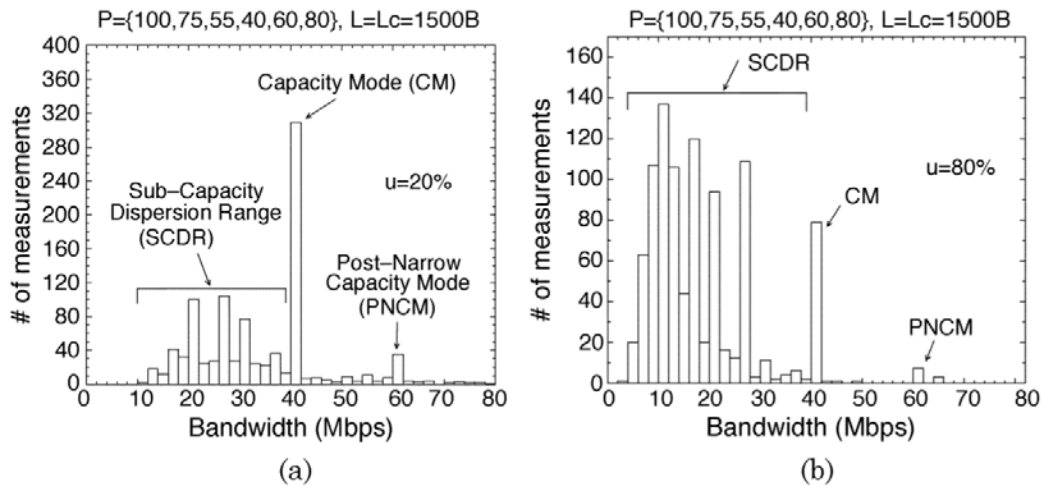 P={100,75,55,40,60,80}, L=Lc=1500B
400
360
320
280
240
200
160
120
80
40
0
# of measurements
Capacity Mode (CM)
u=20%
Sub–Capacity
Dispersion Range
(SCDR)
Post–Narrow
Capacity Mode
(PNCM)
0 10 20 30 40 50 60 70 80
Bandwidth (Mbps)
(a)
P={100,75,55,40,60,80}, L=Lc=1500B
160
140
120
100
80
60
40
20
0
# of measurements
SCDR
u=80%
CM
PNCM
0 10 20 30 40 50 60 70 80
Bandwidth (Mbps)
(b)